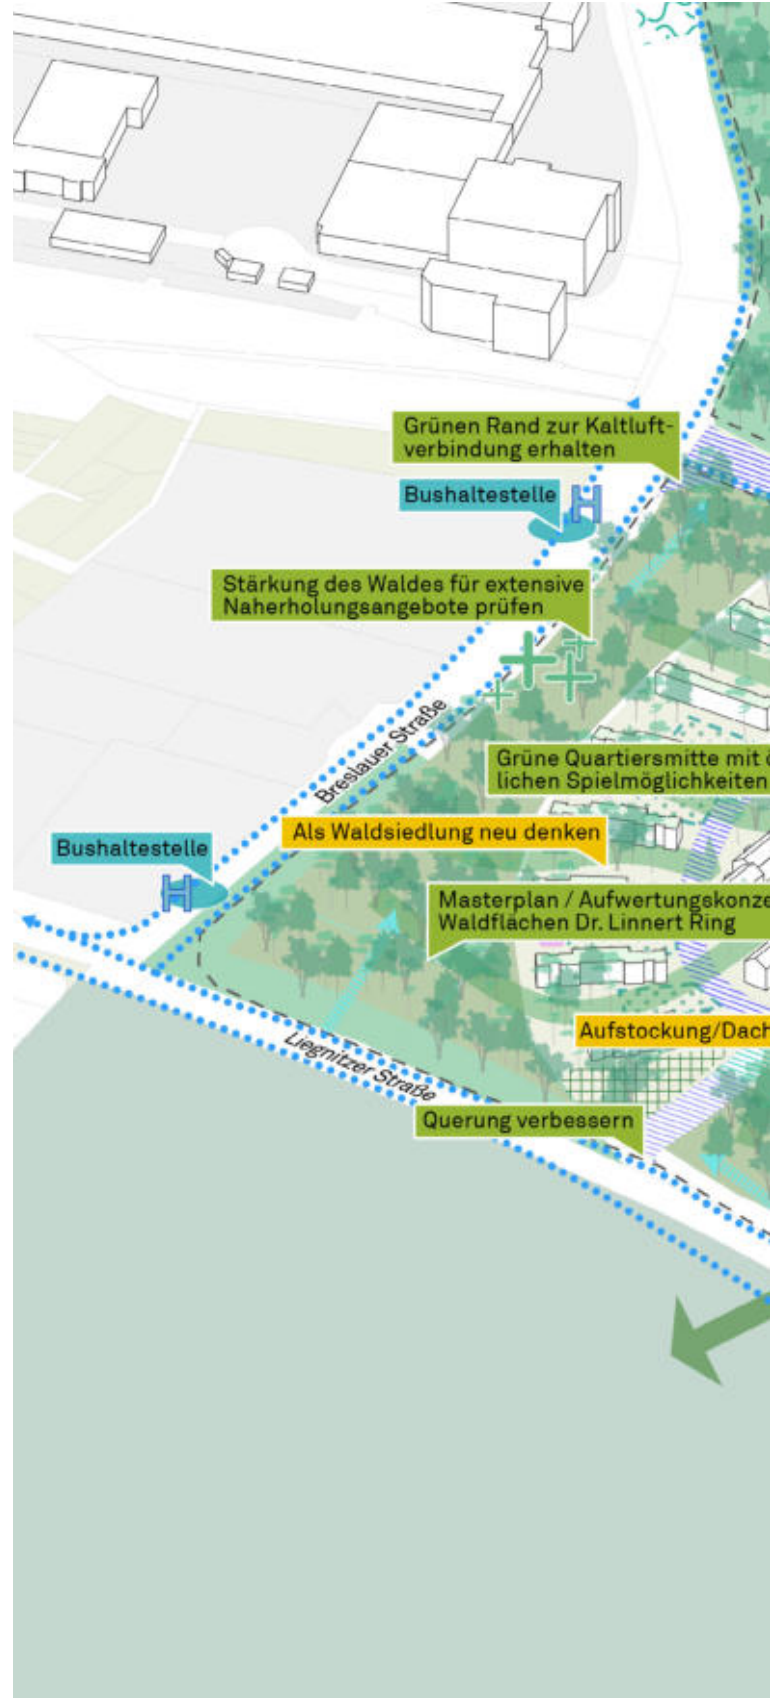 Grünen Rand zur Kaltluft-
verbindung erhalten
Bushaltestelle
H
Stärkung des Waldes für extensive
Naherholungsangebote prüfen
Breslauer Straße
Grüne Quartiersmitte mit
lichen Spielmöglichkeiten
Als Waldsiedlung neu denken
Bushaltestelle
H
Masterplan / Aufwertungskonze
Waldflächen Dr. Linnert Ring
Aufstockung/Dach
Liegnitzer Straße
Querung verbessern